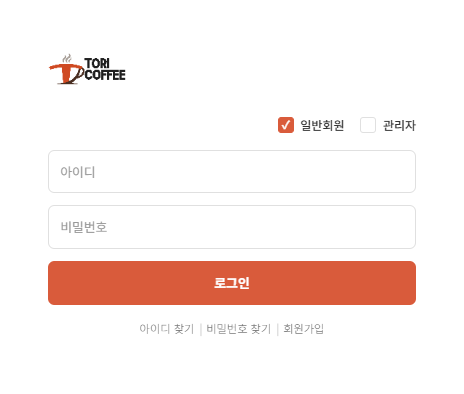 TORI
COFFEE
일반회원 관리자
아이디
비밀번호
로그인
아이디 찾기 | 비밀번호 찾기 | 회원가입